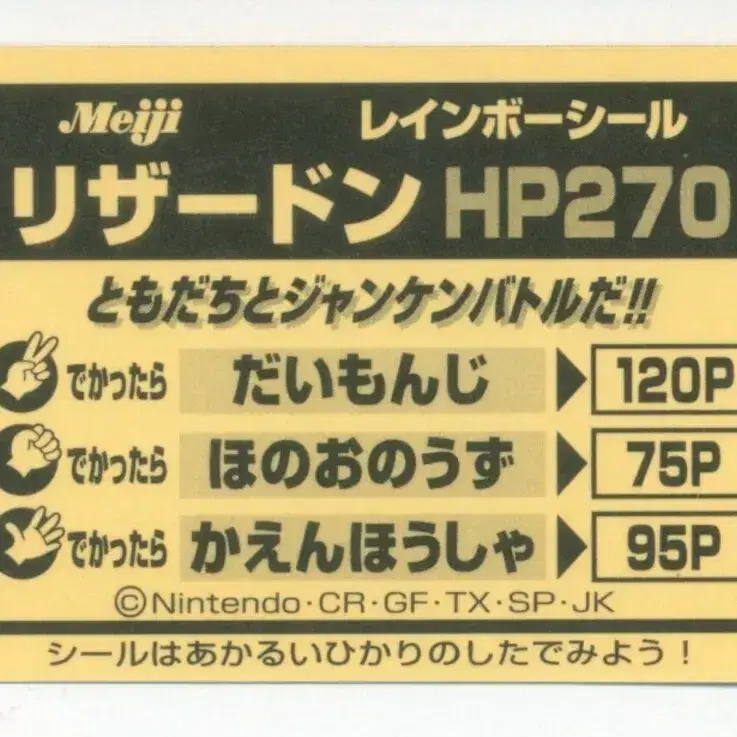 Meiji レインボーシール
リザードン HP270
ともだちとジャンケンバトルだ!!
でかったら だいもんじ 120P
でかったら ほのおのうず 75P
でかったら かえんほうしゃ 95P
©Nintendo・CR・GF・TX・SP・JK
シールはあかるいひかりのしたでみよう！